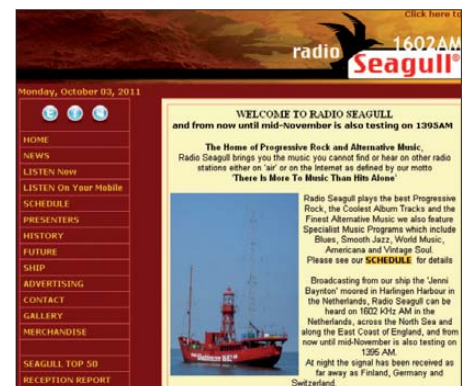 Click here to
radio
1602AM
Seagull®
Monday, October 03, 2011
HOME
NEWS
LISTEN Now
LISTEN On Your Mobile
SCHEDULE
PRESENTERS
HISTORY
FUTURE
SHIP
ADVERTISING
CONTACT
GALLERY
MERCHANDISE
SEAGULL TOP 50
RECEPTION REPORT
WELCOME TO RADIO SEAGULL
and from now until mid-November is also testing on 1395AM
The Home of Progressive Rock and Alternative Music,
Radio Seagull brings you the music you cannot find or hear on other radio
stations either on 'air' or on the Internet as defined by our motto
'There Is More To Music Than Hits Alone'
Radio Seagull plays the best Progressive
Rock, the Coolest Album Tracks and the
Finest Alternative Music we also feature
Specialist Music Programs which include
Blues, Smooth Jazz, World Music,
Americana and Vintage Soul.
Please see our SCHEDULE for details
Broadcasting from our ship the 'Jenni
Baynton' moored in Harlingen Harbour in
the Netherlands, Radio Seagull can be
heard on 1602 KHz AM in the
Netherlands, across the North Sea and
along the East Coast of England, and from
now until mid-November is also testing on
1395 AM.
At night the signal has been received as
far away as Finland, Germany and
Switzerland.